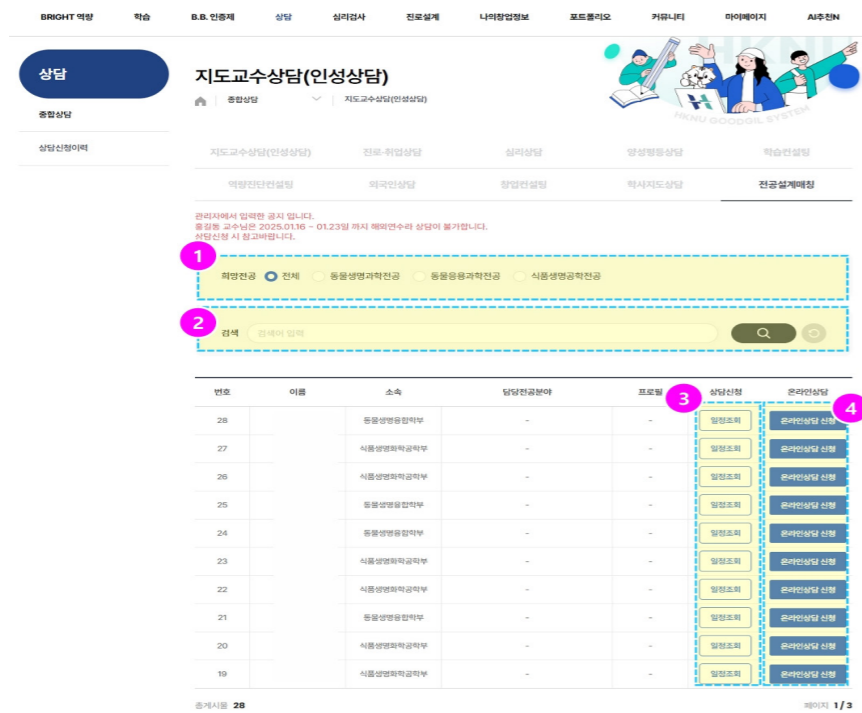 BRIGHT 역량 학습 B.B. 인증제 상담 심리검사 진로설계 나의창업정보 포트폴리오 커뮤니티 마이페이지 AI추천N
상담
종합상담
상담신청이력
지도교수상담(인성상담)
종합상담 지도교수상담(인성상담)
HKNU
H
HKNU GOODGIL SYSTEM
지도교수상담(인성상담) 진로·취업상담 심리상담 양성평등상담 학습컨설팅
역량진단컨설팅 외국인상담 창업컨설팅 학사지도상담 전공설계매칭
관리자에서 입력한 공지 입니다.
홍길동 교수님은 2025.01.16 ~ 01.23일 까지 해외연수라 상담이 불가합니다.
상담신청 시 참고바랍니다.
1
희망전공 전체 동물생명과학전공 동물응용과학전공 식품생명공학전공
2
검색 검색어 입력
번호 이름 소속 담당전공분야 프로필 3 상담신청 온라인상담 4
28 동물생명융합학부 - - 일정조회 온라인상담 신청
27 식품생명화학공학부 - - 일정조회 온라인상담 신청
26 식품생명화학공학부 - - 일정조회 온라인상담 신청
25 동물생명융합학부 - - 일정조회 온라인상담 신청
24 동물생명융합학부 - - 일정조회 온라인상담 신청
23 식품생명화학공학부 - - 일정조회 온라인상담 신청
22 식품생명화학공학부 - - 일정조회 온라인상담 신청
21 동물생명융합학부 - - 일정조회 온라인상담 신청
20 식품생명화학공학부 - - 일정조회 온라인상담 신청
19 식품생명화학공학부 - - 일정조회 온라인상담 신청
총게시물 28 페이지 1 / 3